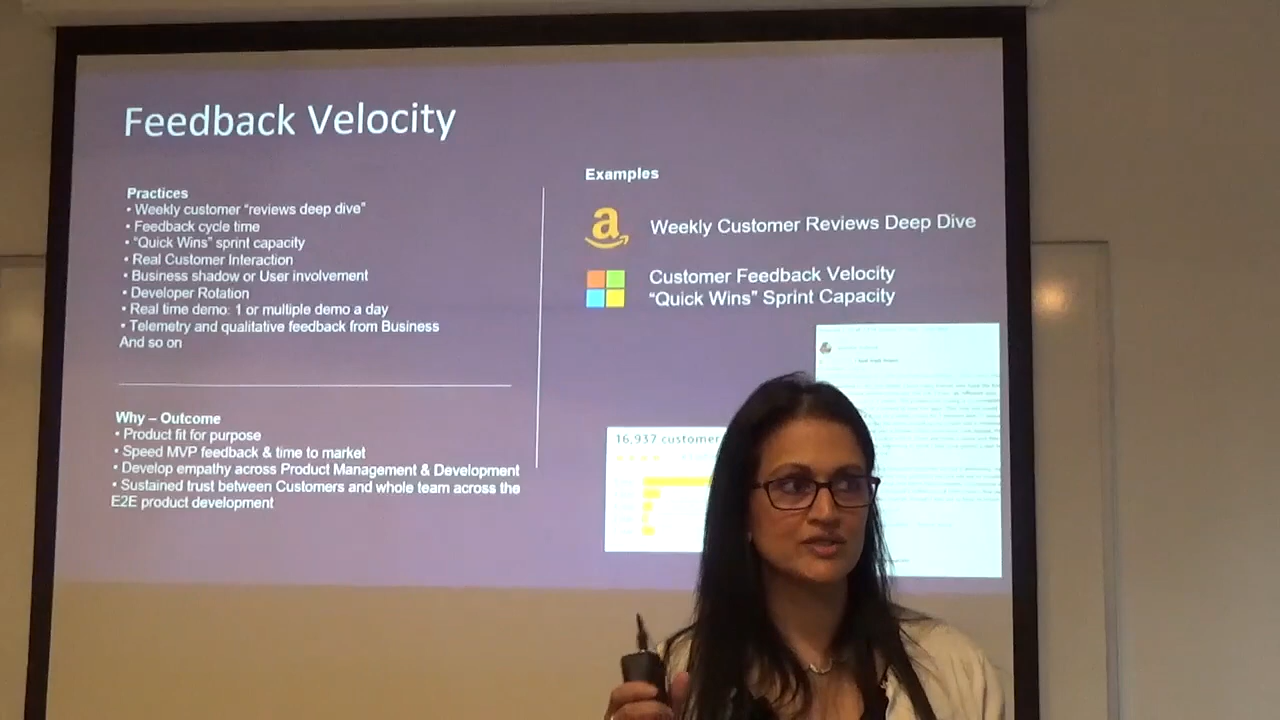 Feedback Velocity
Practices
• Weekly customer “reviews deep dive”
• Feedback cycle time
• “Quick Wins” sprint capacity
• Real Customer Interaction
• Business shadow or User involvement
• Developer Rotation
• Real time demo: 1 or multiple demo a day
• Telemetry and qualitative feedback from Business
And so on
Why – Outcome
• Product fit for purpose
• Speed MVP feedback & time to market
• Develop empathy across Product Management & Development
• Sustained trust between Customers and whole team across the
E2E product development
Examples
a
Weekly Customer Reviews Deep Dive
Customer Feedback Velocity
“Quick Wins” Sprint Capacity
16,937 customer